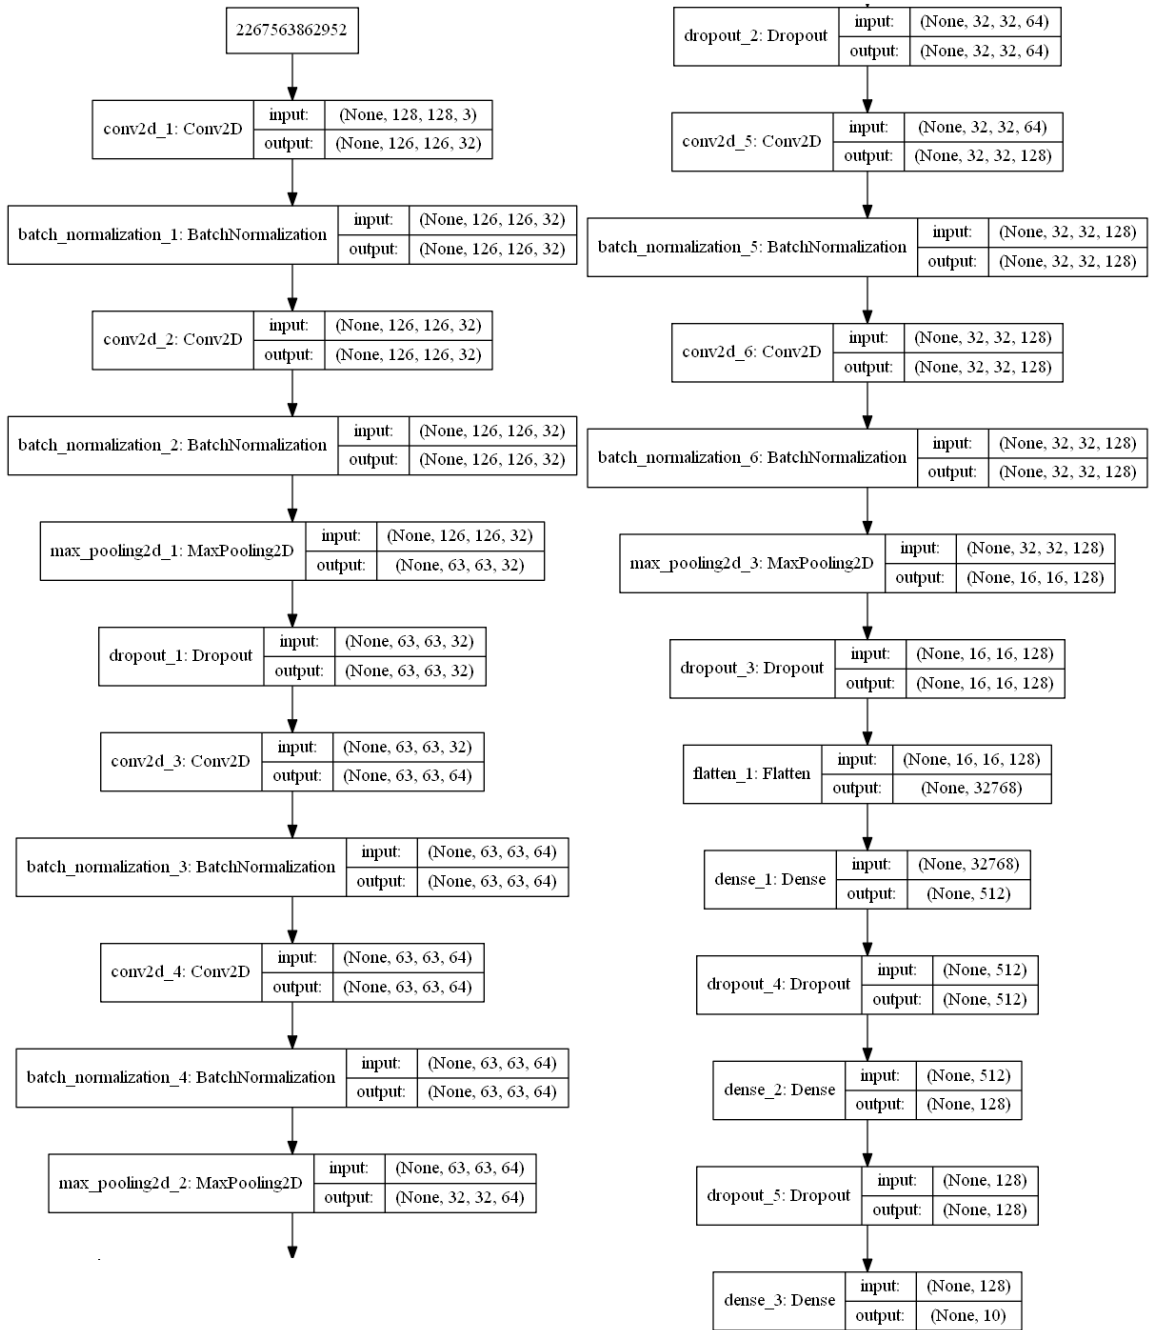 2267563862952
conv2d_1: Conv2D input: (None, 128, 128, 3)
output: (None, 126, 126, 32)
batch_normalization_1: BatchNormalization input: (None, 126, 126, 32)
output: (None, 126, 126, 32)
conv2d_2: Conv2D input: (None, 126, 126, 32)
output: (None, 126, 126, 32)
batch_normalization_2: BatchNormalization input: (None, 126, 126, 32)
output: (None, 126, 126, 32)
max_pooling2d_1: MaxPooling2D input: (None, 126, 126, 32)
output: (None, 63, 63, 32)
dropout_1: Dropout input: (None, 63, 63, 32)
output: (None, 63, 63, 32)
conv2d_3: Conv2D input: (None, 63, 63, 32)
output: (None, 63, 63, 64)
batch_normalization_3: BatchNormalization input: (None, 63, 63, 64)
output: (None, 63, 63, 64)
conv2d_4: Conv2D input: (None, 63, 63, 64)
output: (None, 63, 63, 64)
batch_normalization_4: BatchNormalization input: (None, 63, 63, 64)
output: (None, 63, 63, 64)
max_pooling2d_2: MaxPooling2D input: (None, 63, 63, 64)
output: (None, 32, 32, 64)
dropout_2: Dropout input: (None, 32, 32, 64)
output: (None, 32, 32, 64)
conv2d_5: Conv2D input: (None, 32, 32, 64)
output: (None, 32, 32, 128)
batch_normalization_5: BatchNormalization input: (None, 32, 32, 128)
output: (None, 32, 32, 128)
conv2d_6: Conv2D input: (None, 32, 32, 128)
output: (None, 32, 32, 128)
batch_normalization_6: BatchNormalization input: (None, 32, 32, 128)
output: (None, 32, 32, 128)
max_pooling2d_3: MaxPooling2D input: (None, 32, 32, 128)
output: (None, 16, 16, 128)
dropout_3: Dropout input: (None, 16, 16, 128)
output: (None, 16, 16, 128)
flatten_1: Flatten input: (None, 16, 16, 128)
output: (None, 32768)
dense_1: Dense input: (None, 32768)
output: (None, 512)
dropout_4: Dropout input: (None, 512)
output: (None, 512)
dense_2: Dense input: (None, 512)
output: (None, 128)
dropout_5: Dropout input: (None, 128)
output: (None, 128)
dense_3: Dense input: (None, 128)
output: (None, 10)